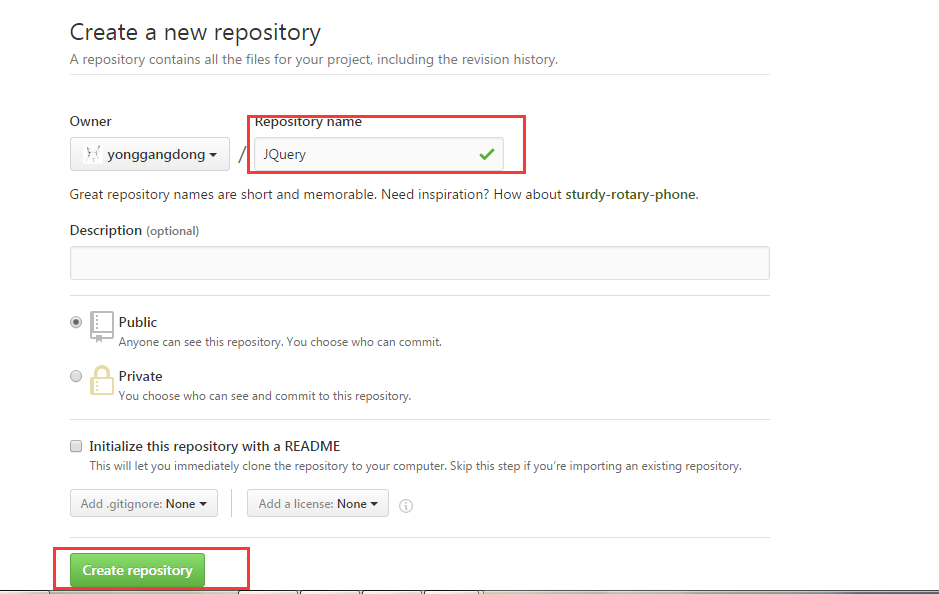 Create a new repository
A repository contains all the files for your project, including the revision history.
Owner
Repository name
yonggangdong
/
JQuery
Great repository names are short and memorable. Need inspiration? How about sturdy-rotary-phone.
Description (optional)
Public
Anyone can see this repository. You choose who can commit.
Private
You choose who can see and commit to this repository.
Initialize this repository with a README
This will let you immediately clone the repository to your computer. Skip this step if you’re importing an existing repository.
Add .gitignore: None
Add a license: None
Create repository